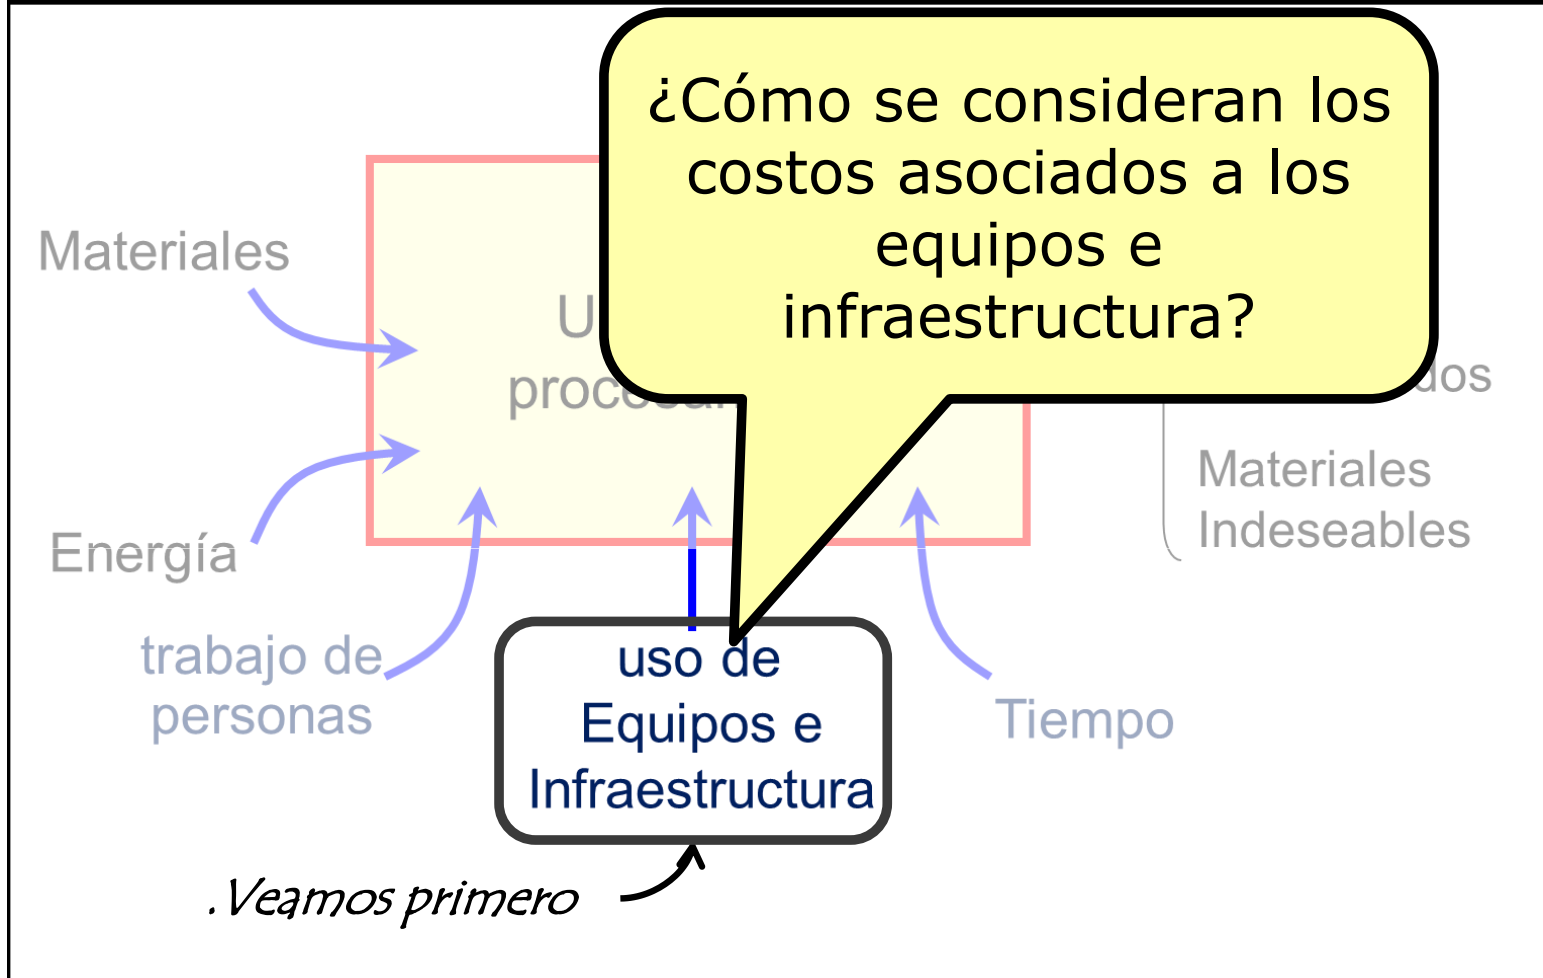 ¿Cómo se consideran los
costos asociados a los
equipos e
infraestructura?
Materiales
Energía
trabajo de
personas
uso de
Equipos e
Infraestructura
Tiempo
Materiales
Indeseables
.Veamos primero